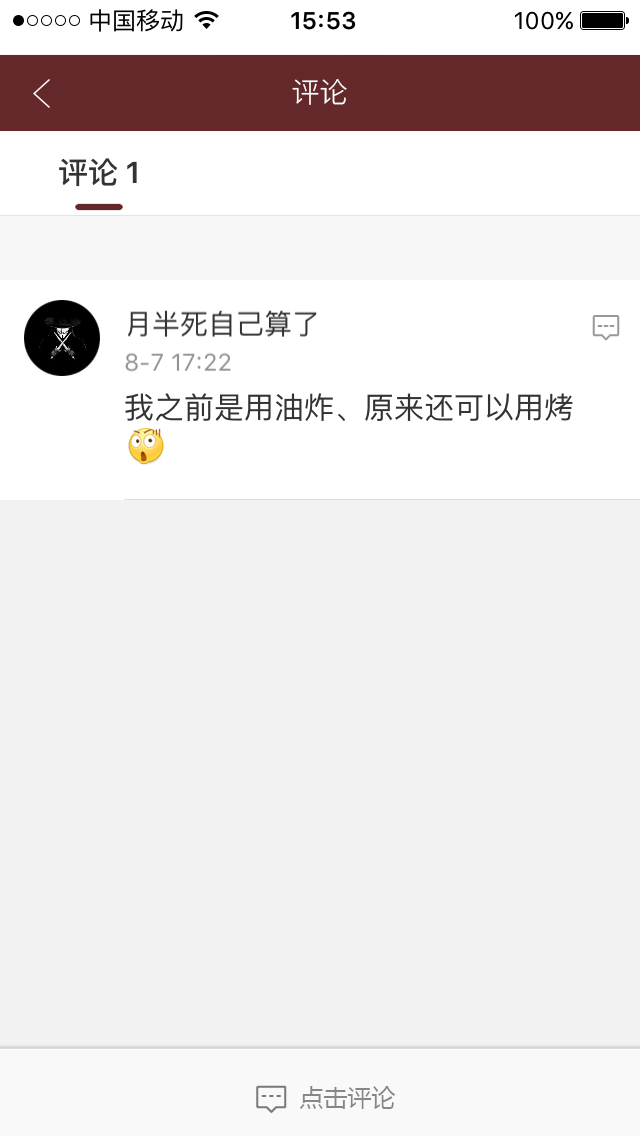 中国移动
15:53
100%
评论
评论 1
月半死自己算了
8-7 17:22
我之前是用油炸、原来还可以用烤
点击评论